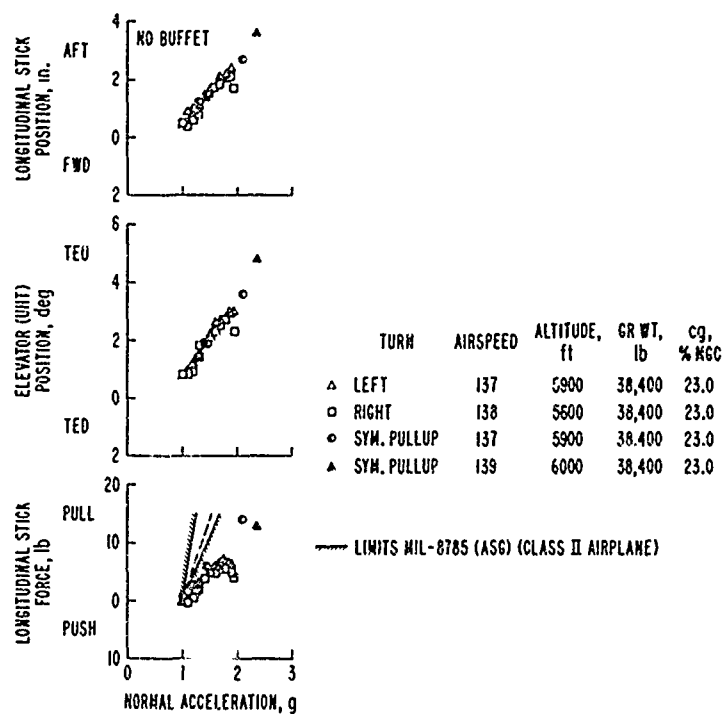 NO BUFFET
LONGITUDINAL STICK
POSITION, in.
AFT
FWD
4
2
0
2
ELEVATOR (UHT)
POSITION, deg
TEU
TED
6
4
2
0
2
LONGITUDINAL STICK
FORCE, lb
PULL
PUSH
20
10
0
10
0 1 2 3
NORMAL ACCELERATION, g
TURN AIRSPEED ALTITUDE, ft GR WT, lb cg, % MGC
△ LEFT 137 5900 38,400 23.0
□ RIGHT 138 5600 38,400 23.0
SYM. PULLUP 137 5900 38.400 23.0
▲ SYM. PULLUP 139 6000 38,400 23.0
LIMITS MIL-8785 (ASG) (CLASS II AIRPLANE)